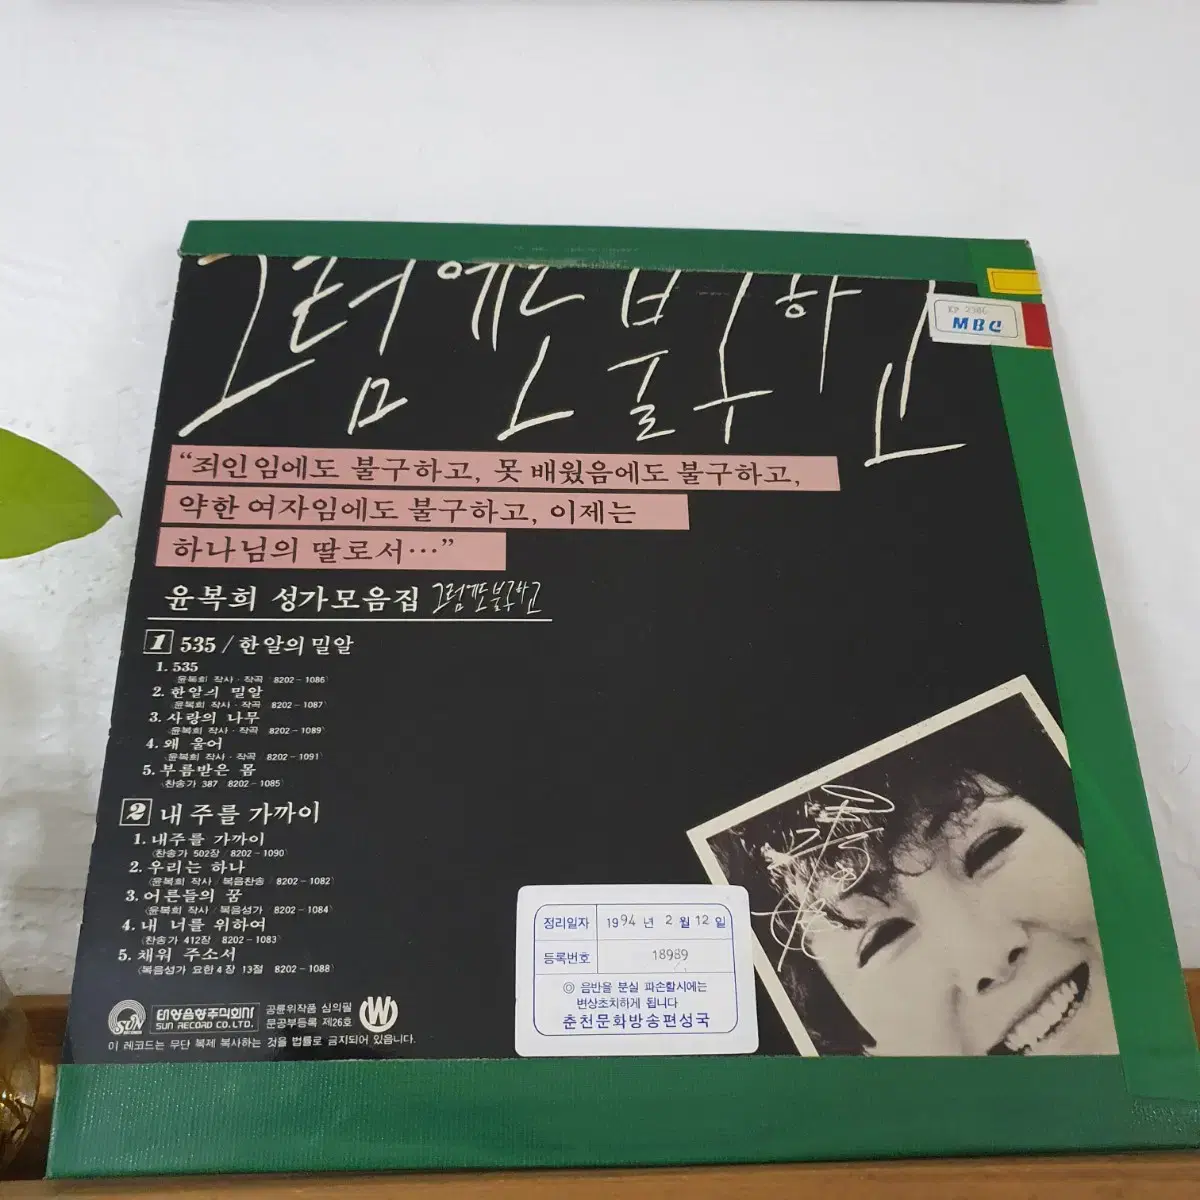 그럼에도 불구하고
KP 2386
MBC
“죄인임에도 불구하고, 못 배웠음에도 불구하고,
약한 여자임에도 불구하고, 이제는
하나님의 딸로서…”
윤복희 성가모음집 그럼에도 불구하고
1 535 / 한알의 밀알
1. 535
(윤복희 작사·작곡 8202-1086)
2. 한알의 밀알
(윤복희 작사·작곡 8202-1087)
3. 사랑의 나무
(윤복희 작사·작곡 8202-1089)
4. 왜 울어
(윤복희 작사·작곡 8202-1091)
5. 부름받은 몸
(찬송가 387 8202-1085)
2 내 주를 가까이
1. 내주를 가까이
(찬송가 502장 8202-1090)
2. 우리는 하나
(윤복희 작사/복음찬송 8202-1082)
3. 어른들의 꿈
(윤복희 작사/복음성가 8202-1084)
4. 내 너를 위하여
(찬송가 412장 8202-1083)
5. 채워 주소서
(복음성가 요한 4장 13절 8202-1088)
정리일자 1994년 2월 12일
등록번호 18989
◎ 음반을 분실 파손할시에는
변상조치하게 됩니다
춘천문화방송편성국
SUN
태양음향주식회사
SUN RECORD CO.LTD.
공륜위작품 심의필
문공부등록 제26호
W
이 레코드는 무단 복제 복사하는 것을 법률로 금지되어 있읍니다.